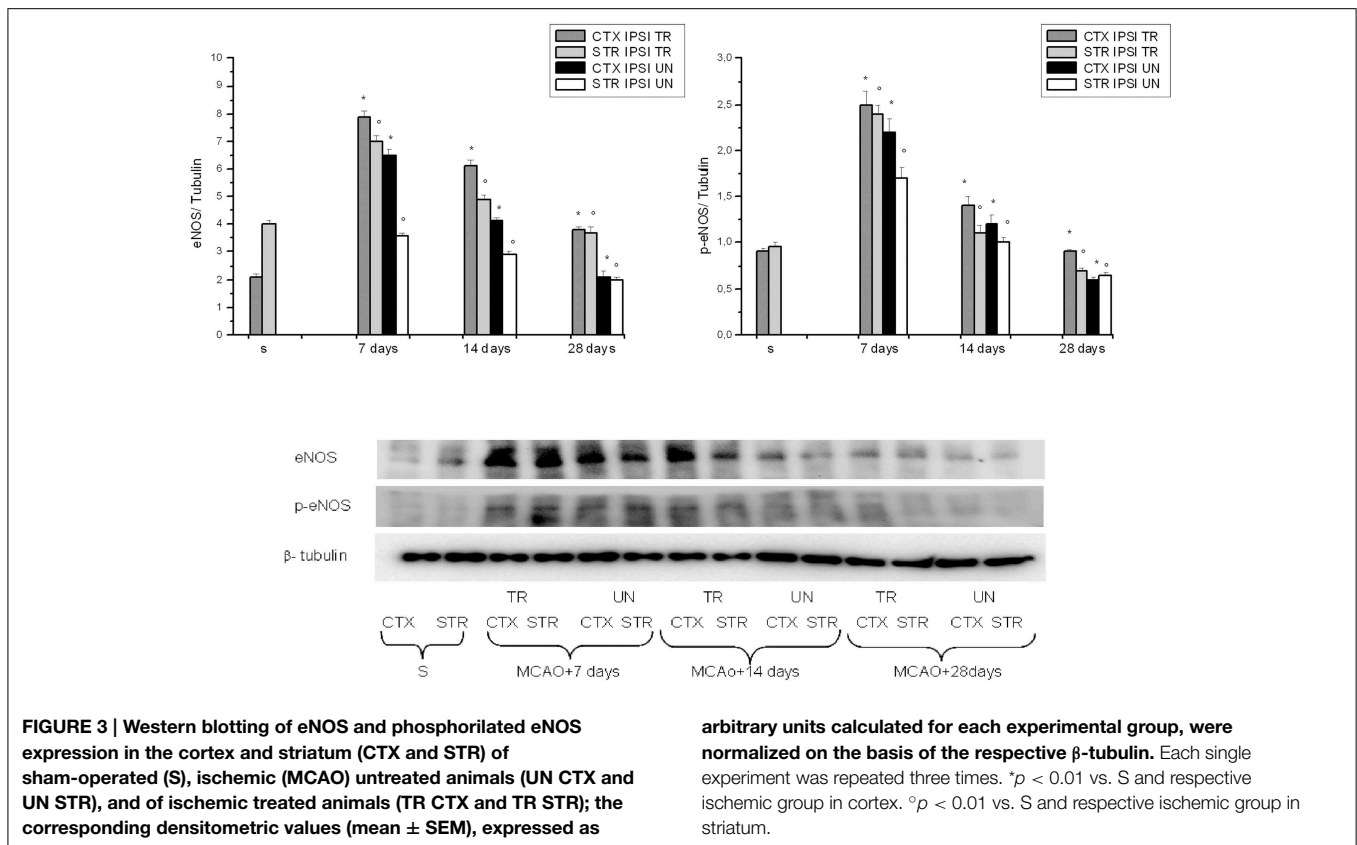 CTX IPSI TR
STR IPSI TR
CTX IPSI UN
STR IPSI UN
eNOS/ Tubulin
10
9
8
7
6
5
4
3
2
1
0
* ° * °
* ° * °
* ° * °
s 7 days 14 days 28 days
CTX IPSI TR
STR IPSI TR
CTX IPSI UN
STR IPSI UN
p-eNOS/ Tubulin
3,0
2,5
2,0
1,5
1,0
0,5
0,0
* ° * °
* ° * °
* ° * °
s 7 days 14 days 28 days
eNOS
p-eNOS
β- tubulin
TR UN TR UN TR UN
CTX STR CTX STR CTX STR CTX STR CTX STR CTX STR CTX STR
S MCAO+7 days MCAo+14 days MCAO+28days
FIGURE 3 | Western blotting of eNOS and phosphorilated eNOS
expression in the cortex and striatum (CTX and STR) of
sham-operated (S), ischemic (MCAO) untreated animals (UN CTX and
UN STR), and of ischemic treated animals (TR CTX and TR STR); the
corresponding densitometric values (mean ± SEM), expressed as
arbitrary units calculated for each experimental group, were
normalized on the basis of the respective β-tubulin. Each single
experiment was repeated three times. *p < 0.01 vs. S and respective
ischemic group in cortex. °p < 0.01 vs. S and respective ischemic group in
striatum.